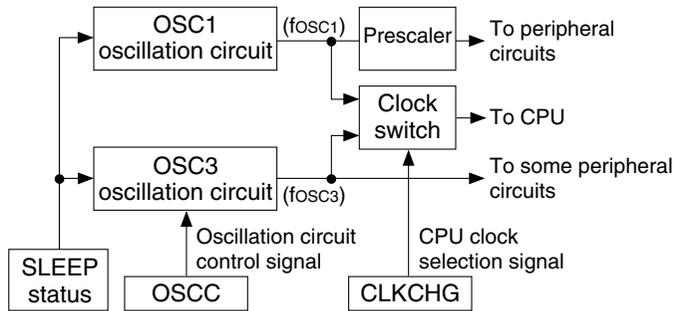 OSC1
oscillation circuit
(fOSC1)
Prescaler
To peripheral
circuits
Clock
switch
To CPU
OSC3
oscillation circuit
(fOSC3)
To some peripheral
circuits
Oscillation circuit
control signal
CPU clock
selection signal
SLEEP
status
OSCC
CLKCHG